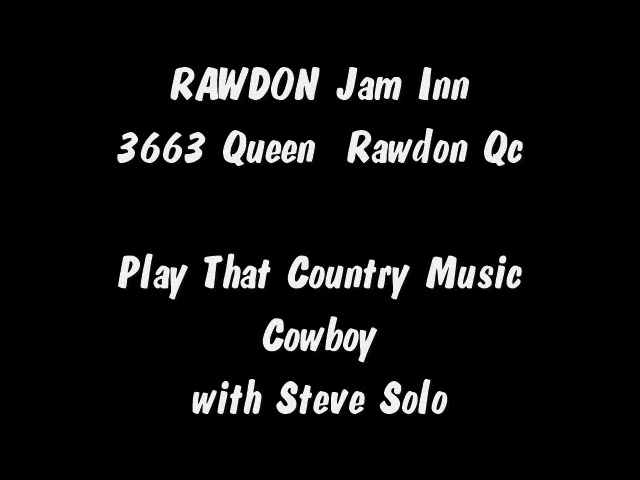 RAWDON Jam Inn
3663 Queen Rawdon Qc
Play That Country Music
Cowboy
with Steve Solo